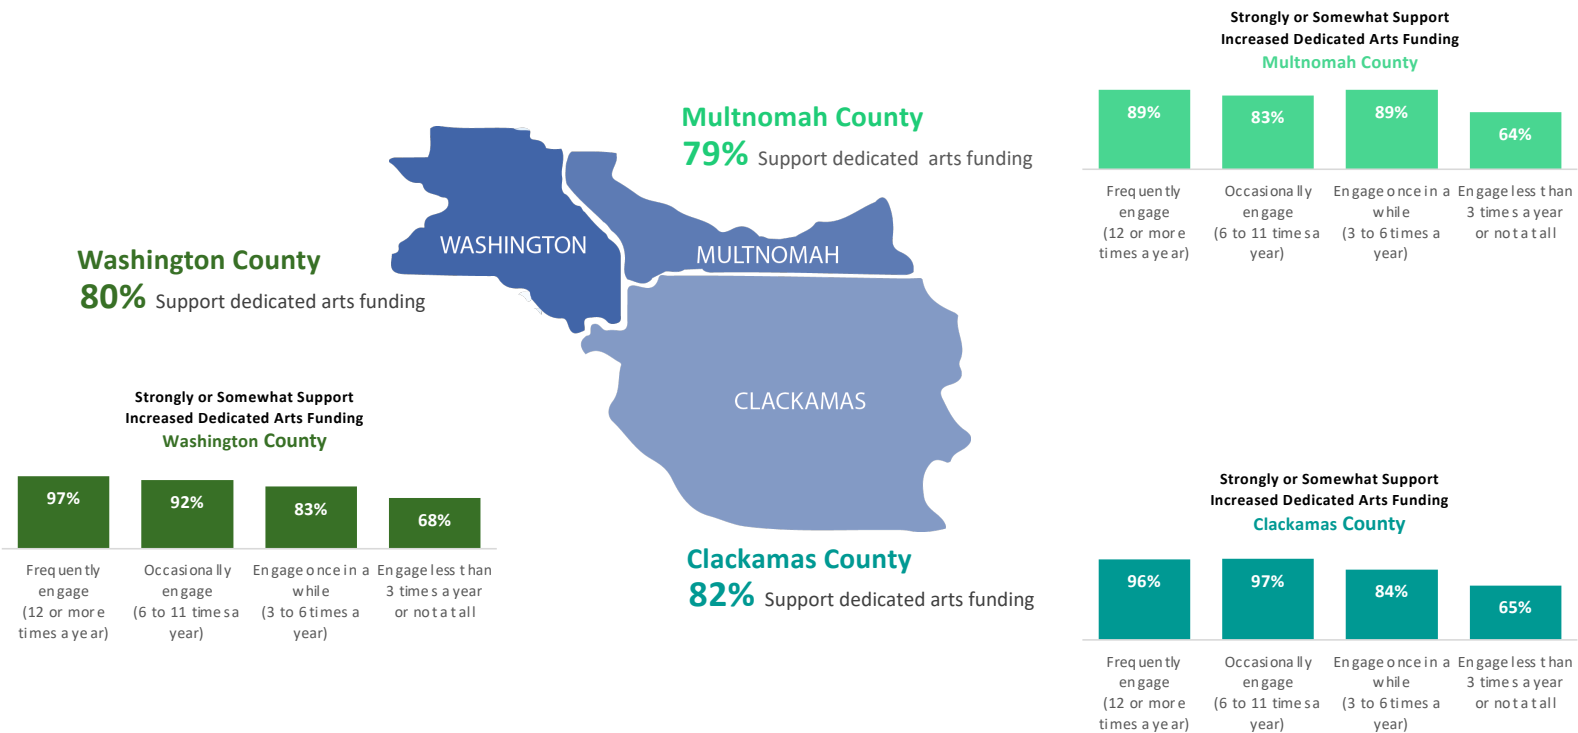 Strongly or Somewhat Support
Increased Dedicated Arts Funding
Multnomah County
89%
83%
89%
64%
Frequently
engage
(12 or more
times a year)
Occasionally
engage
(6 to 11 times a
year)
Engage once in a
while
(3 to 6 times a
year)
Engage less than
3 times a year
or not at all
Multnomah County
79% Support dedicated arts funding
WASHINGTON
MULTNOMAH
CLACKAMAS
Washington County
80% Support dedicated arts funding
Strongly or Somewhat Support
Increased Dedicated Arts Funding
Washington County
97%
92%
83%
68%
Frequently
engage
(12 or more
times a year)
Occasionally
engage
(6 to 11 times a
year)
Engage once in a
while
(3 to 6 times a
year)
Engage less than
3 times a year
or not at all
Clackamas County
82% Support dedicated arts funding
Strongly or Somewhat Support
Increased Dedicated Arts Funding
Clackamas County
96%
97%
84%
65%
Frequently
engage
(12 or more
times a year)
Occasionally
engage
(6 to 11 times a
year)
Engage once in a
while
(3 to 6 times a
year)
Engage less than
3 times a year
or not at all